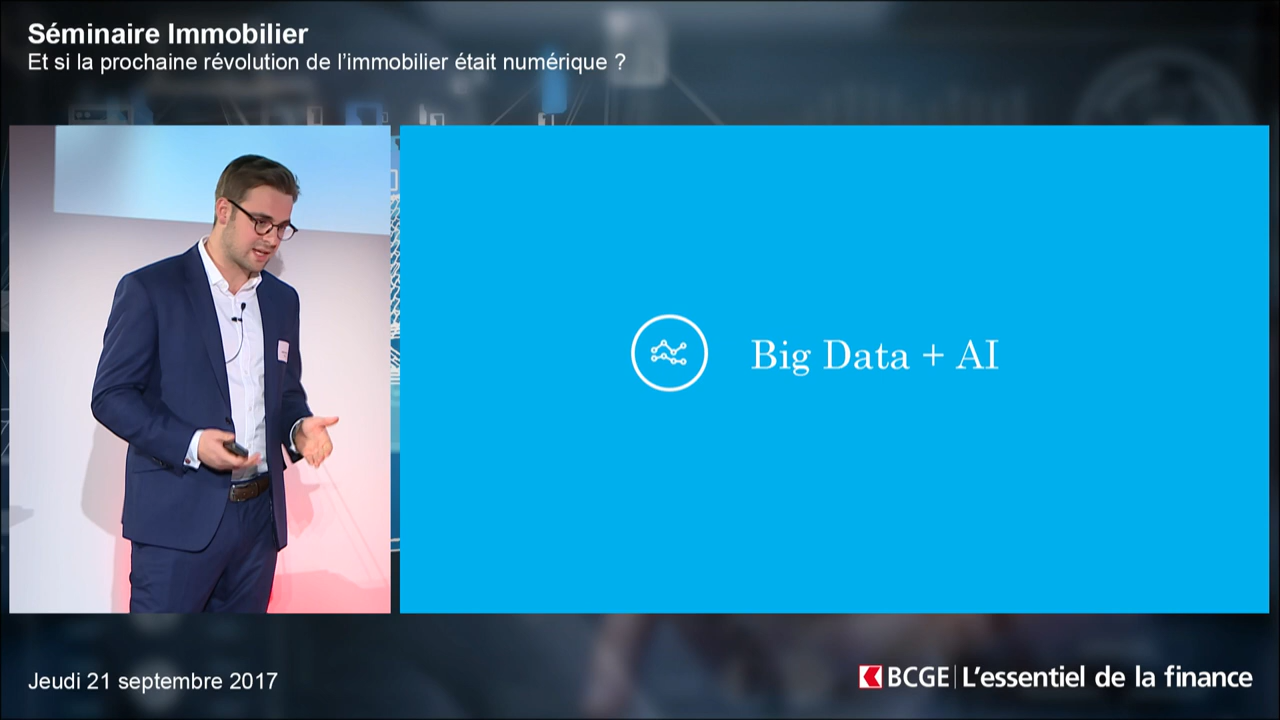 Séminaire Immobilier
Et si la prochaine révolution de l'immobilier était numérique ?
Big Data + AI
Jeudi 21 septembre 2017
BCGE L'essentiel de la finance